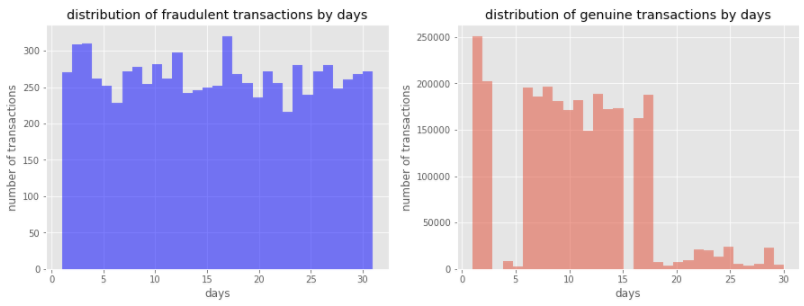 distribution of fraudulent transactions by days
number of transactions
300
250
200
150
100
50
0
0 5 10 15 20 25 30
days
distribution of genuine transactions by days
number of transactions
250000
200000
150000
100000
50000
0
0 5 10 15 20 25 30
days